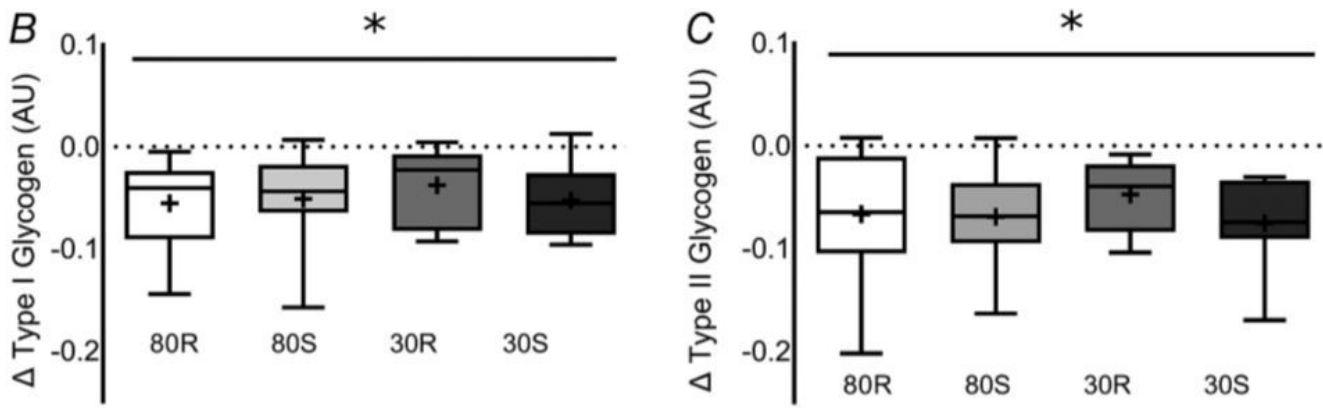 B
*
Δ Type I Glycogen (AU)
0.1
0.0
-0.1
-0.2
80R 80S 30R 30S
C
*
Δ Type II Glycogen (AU)
0.1
0.0
-0.1
-0.2
80R 80S 30R 30S